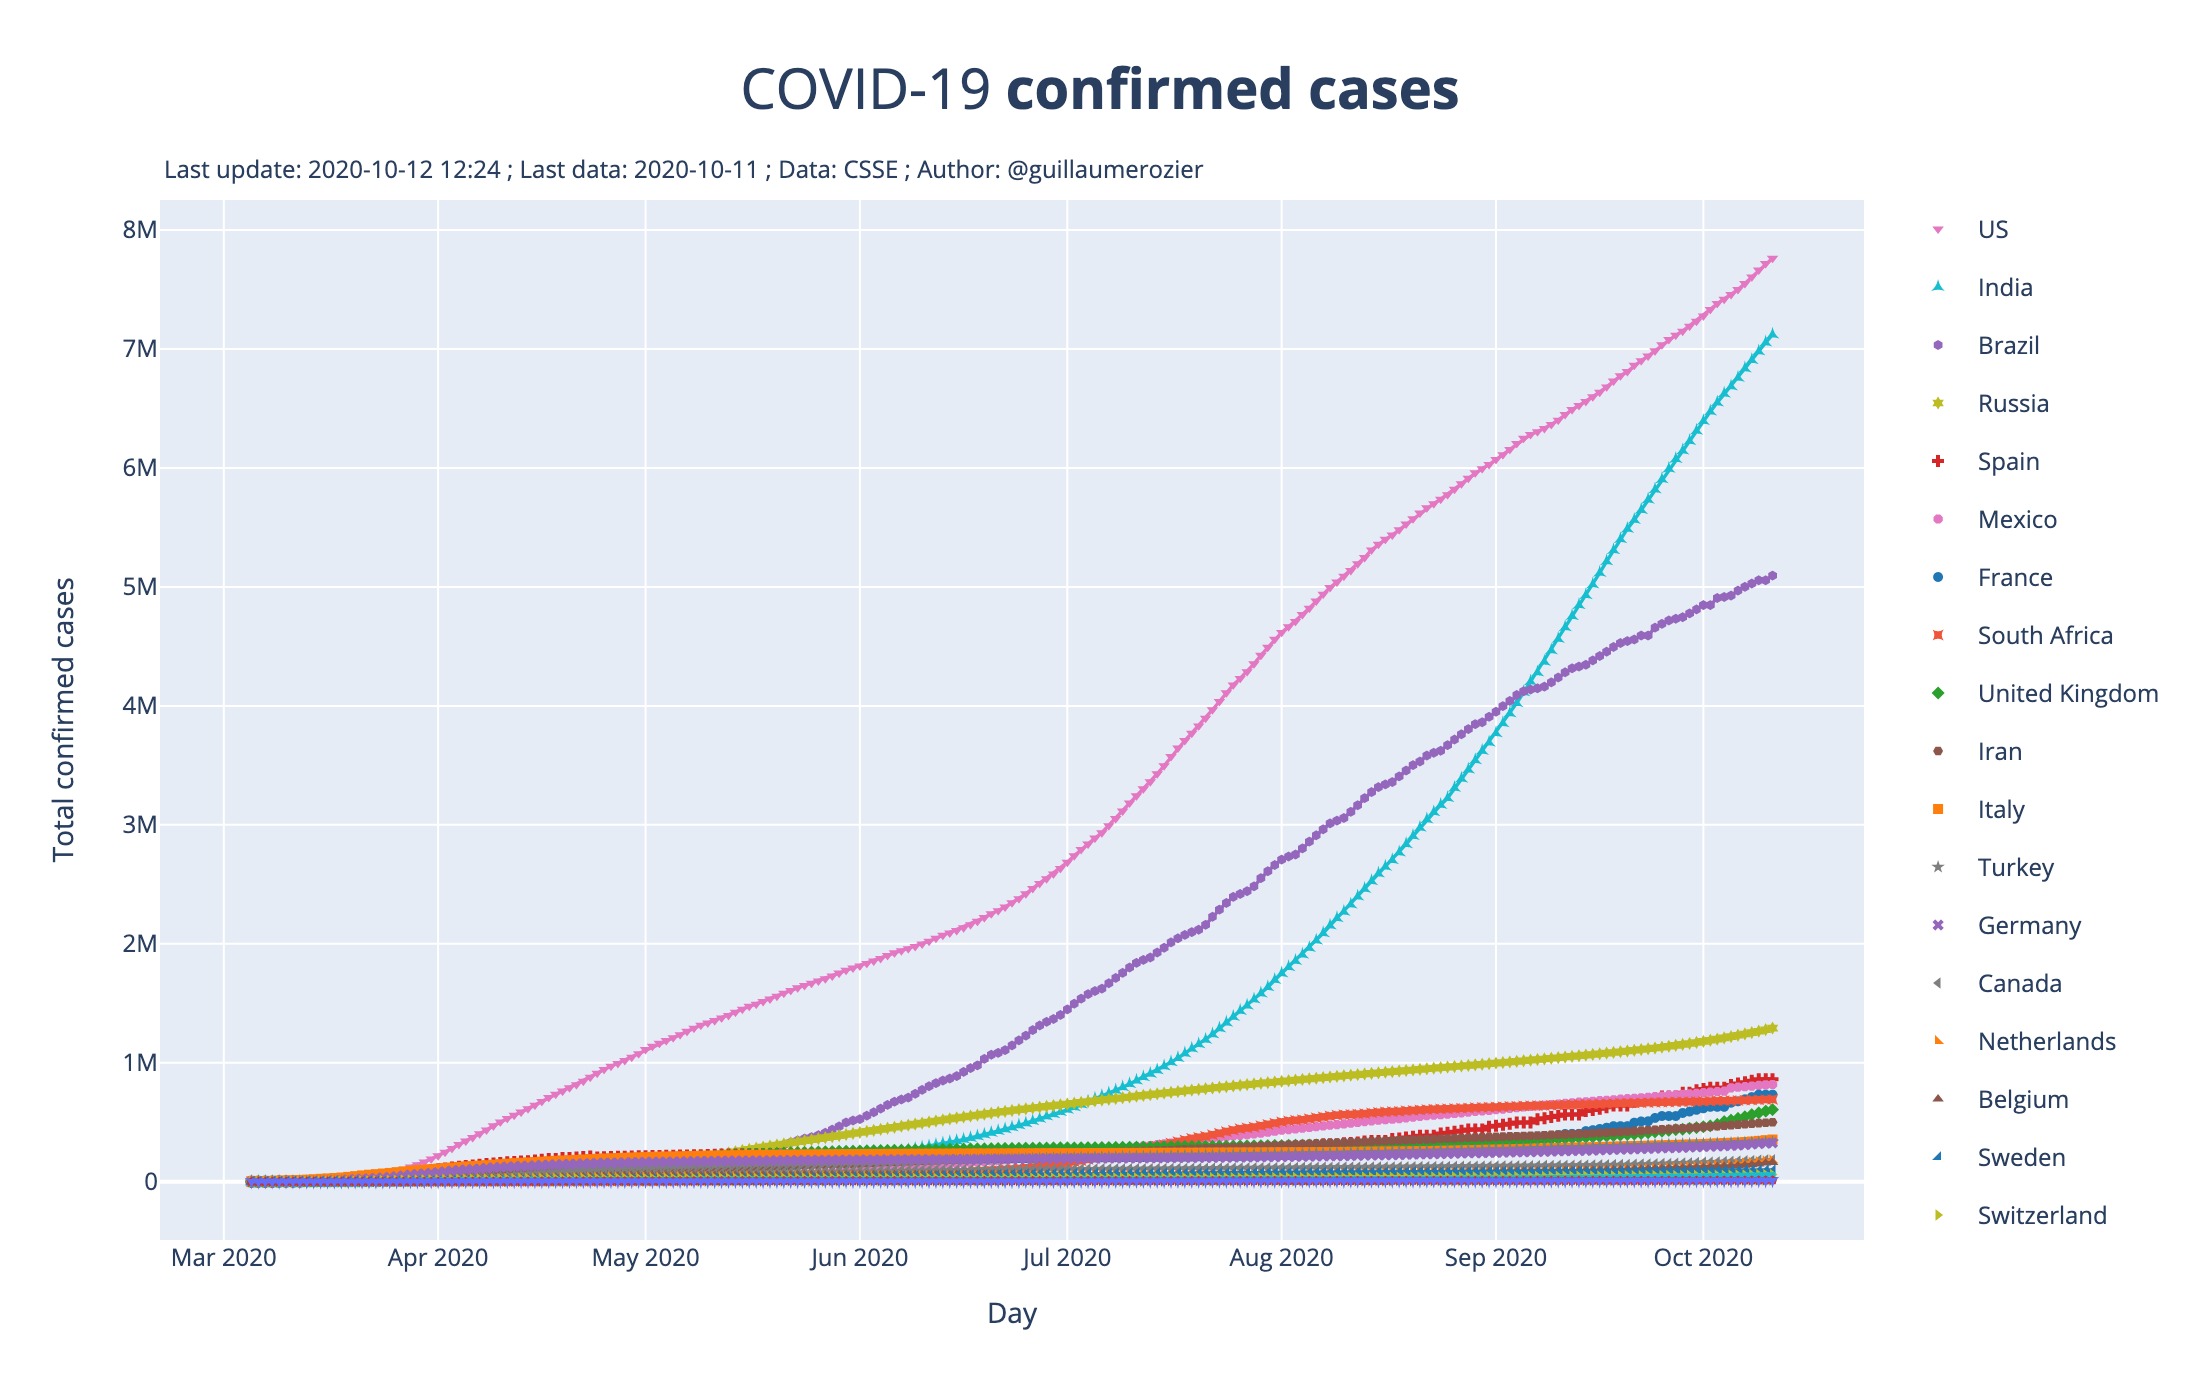 COVID-19 confirmed cases
Last update: 2020-10-12 12:24 ; Last data: 2020-10-11 ; Data: CSSE ; Author: @guillaumerozier
8M
7M
6M
5M
4M
3M
2M
1M
0
Total confirmed cases
Mar 2020 Apr 2020 May 2020 Jun 2020 Jul 2020 Aug 2020 Sep 2020 Oct 2020
Day
US
India
Brazil
Russia
Spain
Mexico
France
South Africa
United Kingdom
Iran
Italy
Turkey
Germany
Canada
Netherlands
Belgium
Sweden
Switzerland